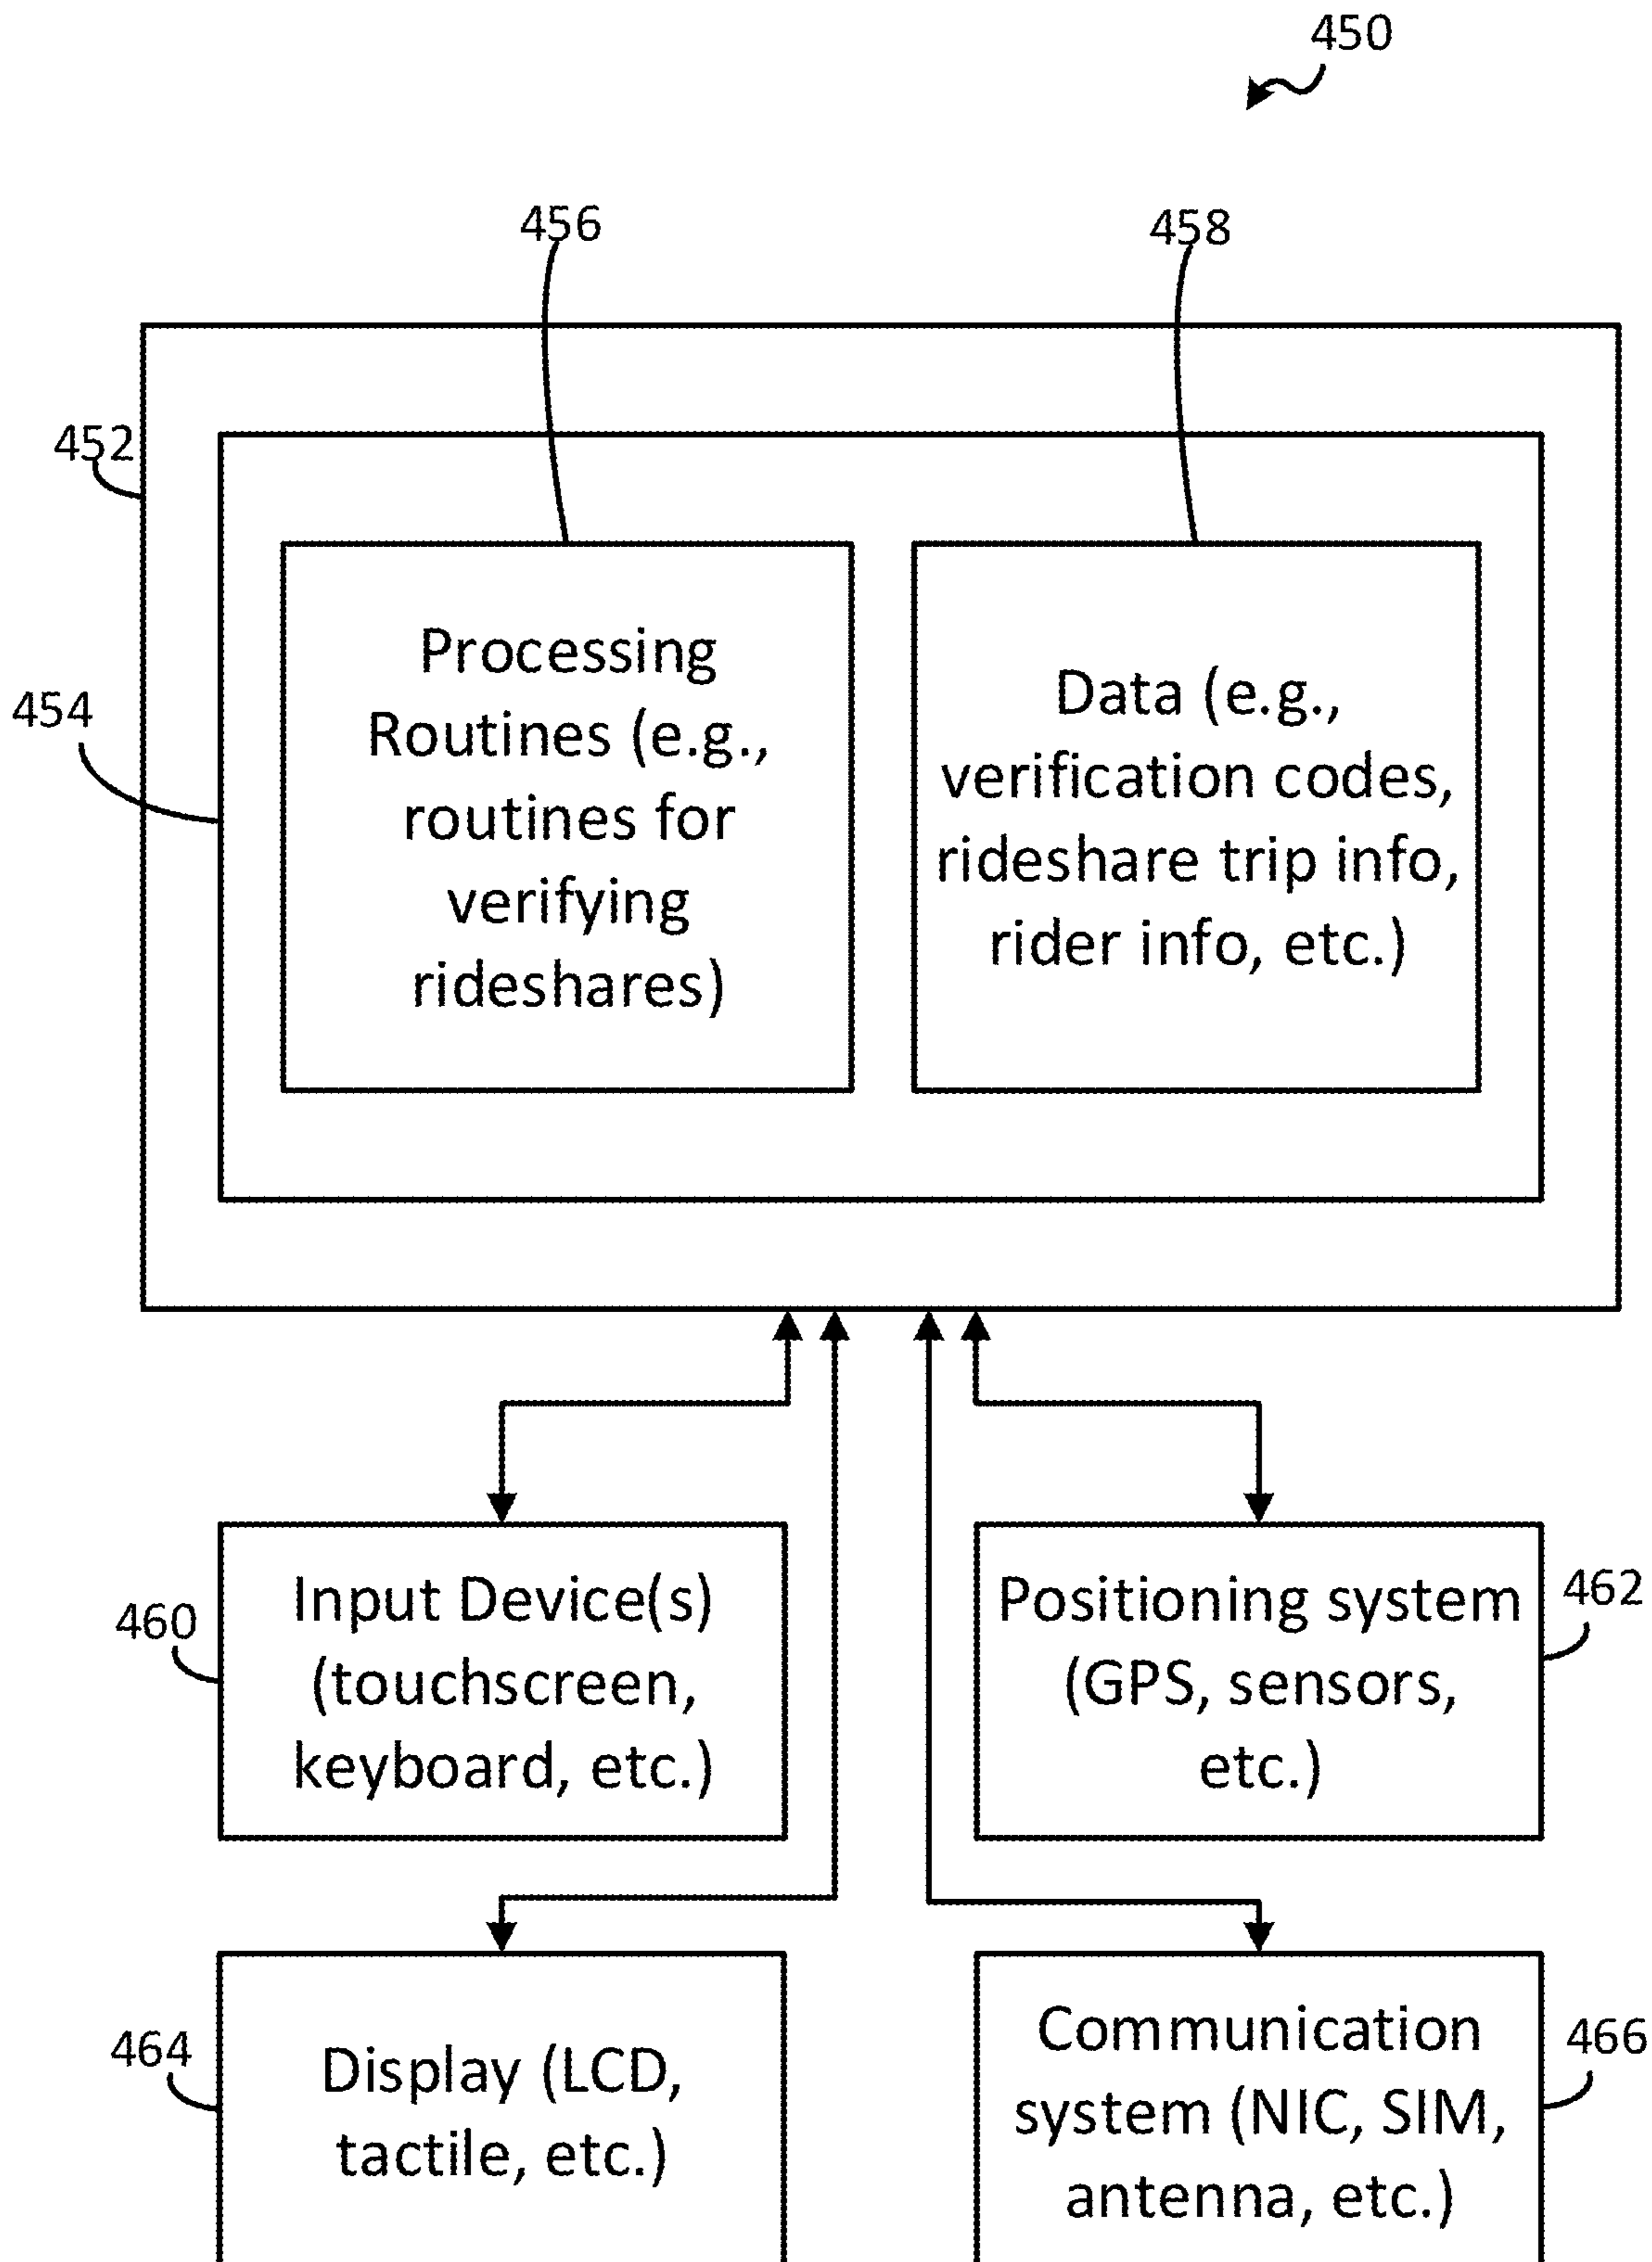 450
456
458
452
454
Processing
Routines (e.g.,
routines for
verifying
rideshares)
Data (e.g.,
verification codes,
rideshare trip info,
rider info, etc.)
460
Input Device(s)
(touchscreen,
keyboard, etc.)
Positioning system
(GPS, sensors,
etc.)
462
464
Display (LCD,
tactile, etc.)
Communication
system (NIC, SIM,
antenna, etc.)
466